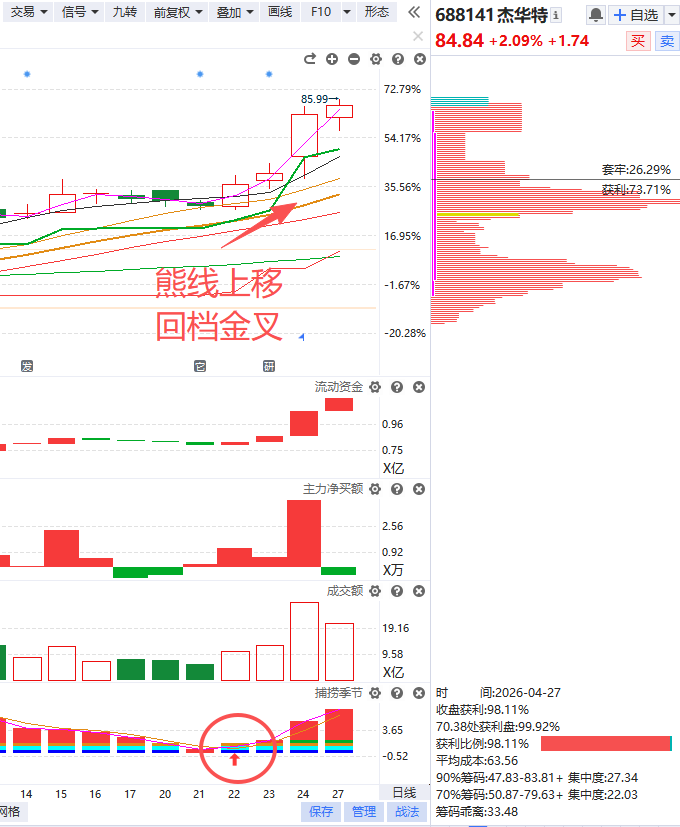 交易 信号 九转 前复权 叠加 画线 F10 形态
688141 杰华特
自选
84.84 +2.09% +1.74
买 卖
72.79%
85.99
54.17%
35.56%
16.95%
-1.67%
-20.28%
套牢:26.29%
获利:73.71%
熊线上移
回档金叉
发 它 研
流动资金
0.96
0.75
X亿
主力净买额
2.56
0.92
X万
成交额
19.16
9.58
X亿
捕捞季节
3.65
-0.52
14 15 16 17 20 21 22 23 24 27 日线
网格 保存 管理 战法
时 间:2026-04-27
收盘获利:98.11%
70.38处获利盘:99.92%
获利比例:98.11%
平均成本:63.56
90%筹码:47.83-83.81+ 集中度:27.34
70%筹码:50.87-79.63+ 集中度:22.03
筹码乖离:33.48